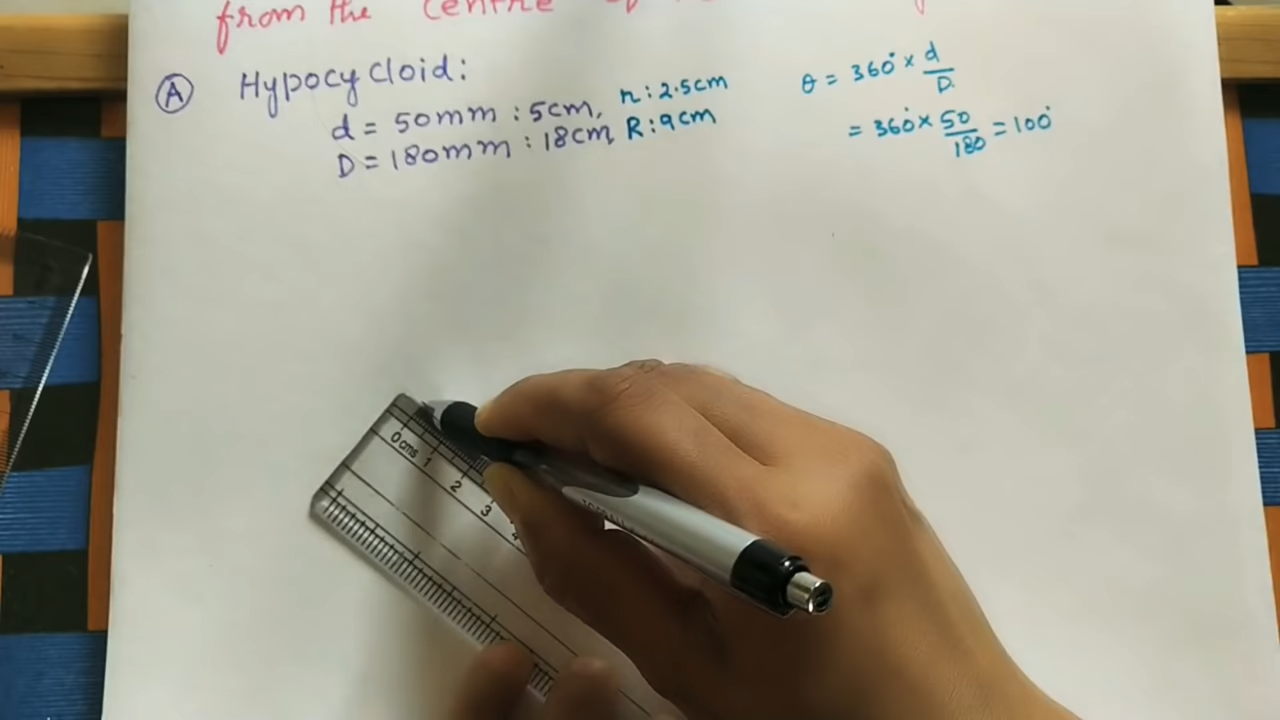 from the centre
Ⓐ Hypocycloid:
d = 50mm : 5cm, r: 2.5cm
D = 180mm : 18cm R: 9cm
θ = 360° × d/D
= 360° × 50/180 = 100°
0 cms 1 2 3 4